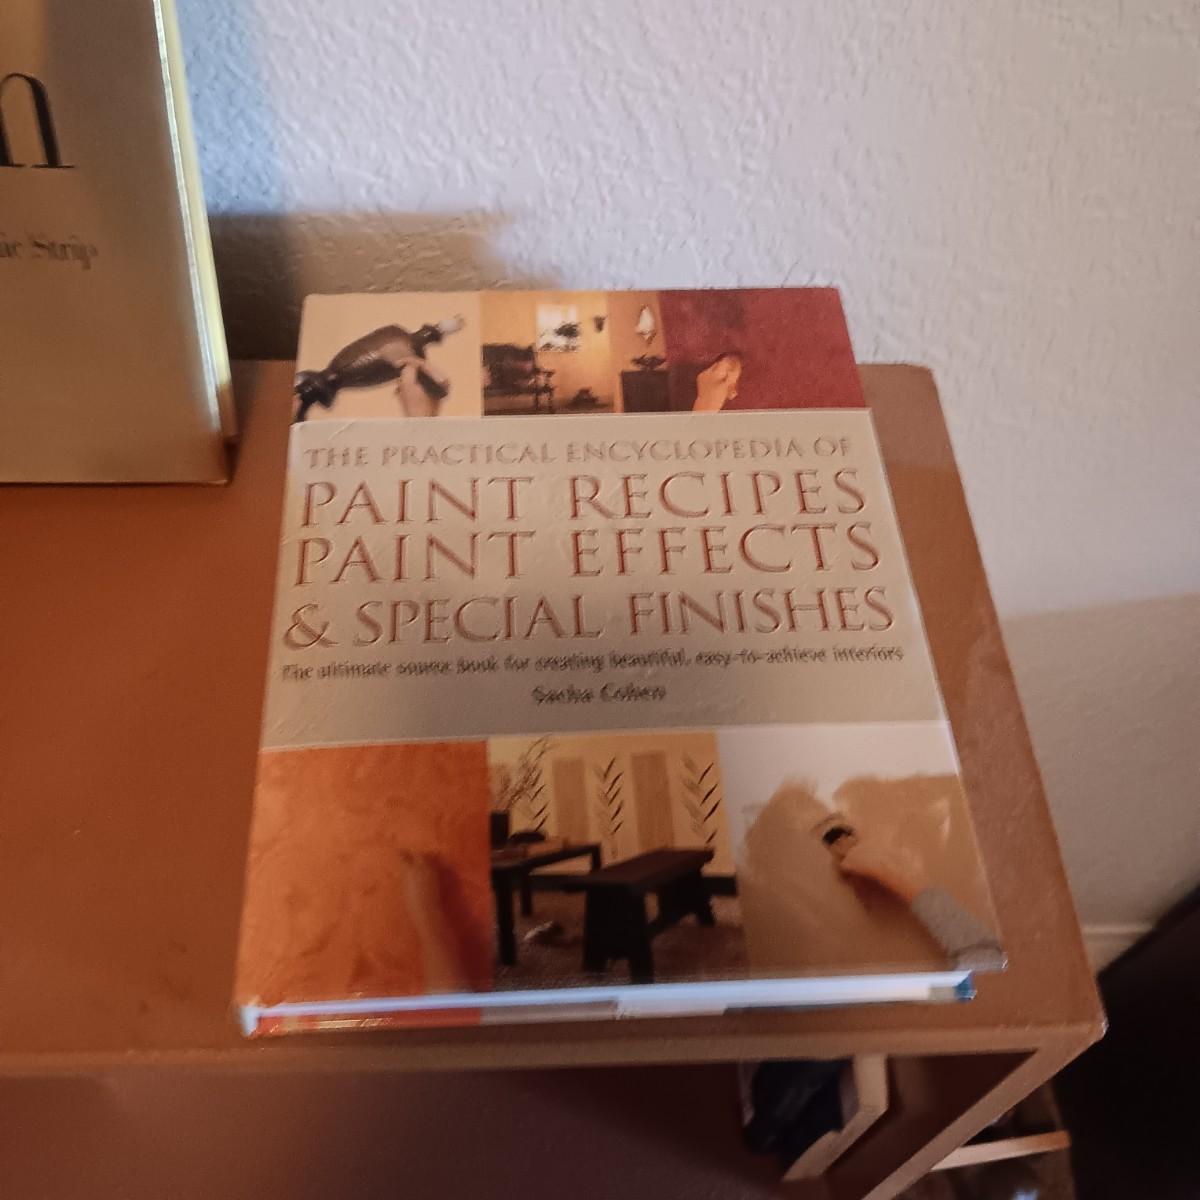 n
Strip
THE PRACTICAL ENCYCLOPEDIA OF
PAINT RECIPES
PAINT EFFECTS
& SPECIAL FINISHES
The ultimate source book for creating beautiful, easy-to-achieve interiors
Sacha Cohen